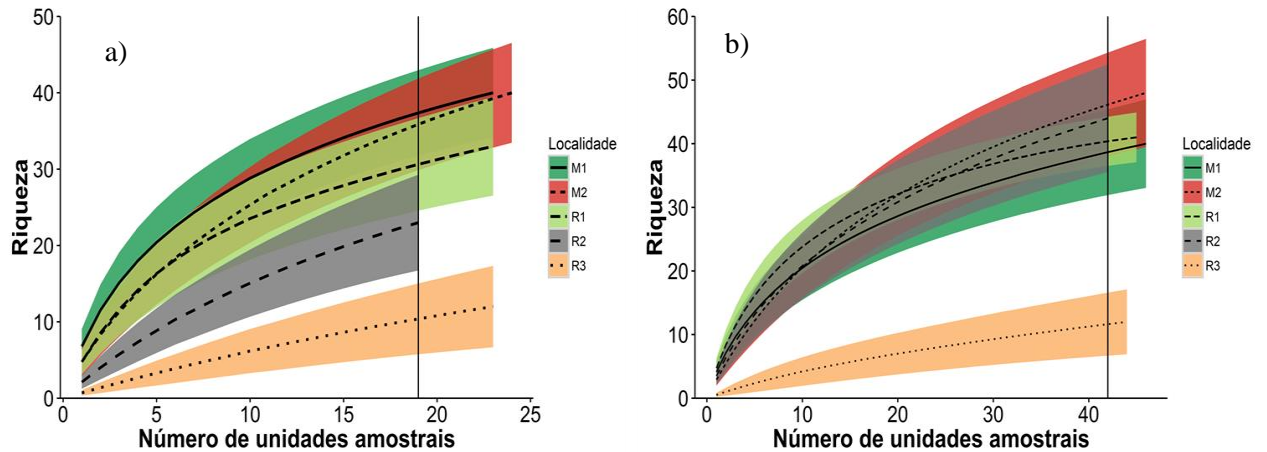 a)
Riqueza
50
40
30
20
10
0
0 5 10 15 20 25
Número de unidades amostrais
Localidade
M1
M2
R1
R2
R3
b)
Riqueza
60
50
40
30
20
10
0
0 10 20 30 40
Número de unidades amostrais
Localidade
M1
M2
R1
R2
R3